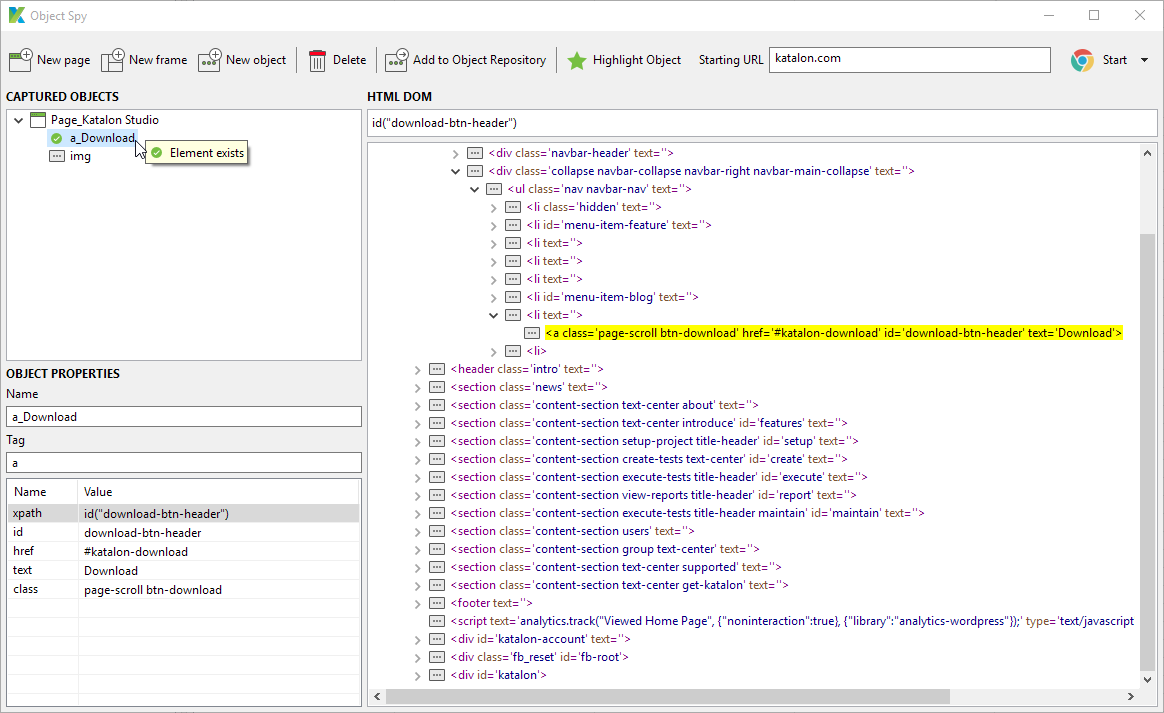 Object Spy
New page New frame New object Delete Add to Object Repository Highlight Object Starting URL katalon.com Start
CAPTURED OBJECTS
Page_Katalon Studio
a_Download
Element exists
img
OBJECT PROPERTIES
Name
a_Download
Tag
a
Name Value
xpath id("download-btn-header")
id download-btn-header
href #katalon-download
text Download
class page-scroll btn-download
HTML DOM
id("download-btn-header")
<div class='navbar-header' text=''>
<div class='collapse navbar-collapse navbar-right navbar-main-collapse' text=''>
<ul class='nav navbar-nav' text=''>
<li class='hidden' text=''>
<li id='menu-item-feature' text=''>
<li text=''>
<li text=''>
<li text=''>
<li id='menu-item-blog' text=''>
<li text=''>
<a class='page-scroll btn-download' href='#katalon-download' id='download-btn-header' text='Download'>
<li>
<header class='intro' text=''>
<section class='news' text=''>
<section class='content-section text-center about' text=''>
<section class='content-section text-center introduce' id='features' text=''>
<section class='content-section setup-project title-header' id='setup' text=''>
<section class='content-section create-tests text-center' id='create' text=''>
<section class='content-section execute-tests title-header' id='execute' text=''>
<section class='content-section view-reports title-header' id='report' text=''>
<section class='content-section execute-tests title-header maintain' id='maintain' text=''>
<section class='content-section users' text=''>
<section class='content-section group text-center' text=''>
<section class='content-section text-center supported' text=''>
<section class='content-section text-center get-katalon' text=''>
<footer text=''>
<script text='analytics.track("Viewed Home Page", {"noninteraction":true}, {"library":"analytics-wordpress"});' type='text/javascript
<div id='katalon-account' text=''>
<div class='fb_reset' id='fb-root'>
<div id='katalon'>